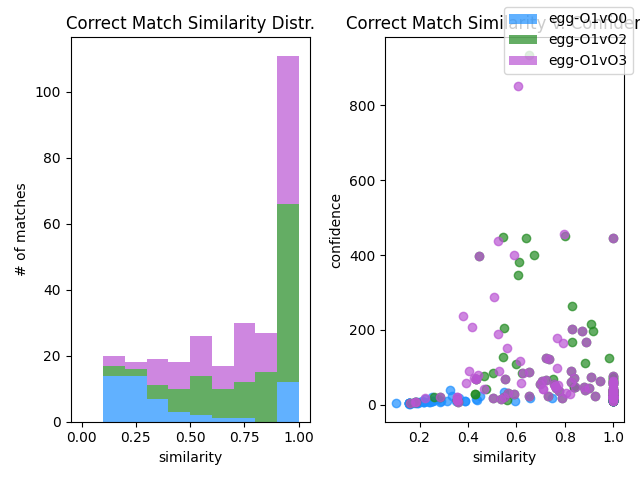 Correct Match Similarity Distr.
# of matches
100
80
60
40
20
0
0.00 0.25 0.50 0.75 1.00
similarity
Correct Match Similarity v. Confiden
egg-O1vO0
egg-O1vO2
egg-O1vO3
confidence
800
600
400
200
0
0.2 0.4 0.6 0.8 1.0
similarity